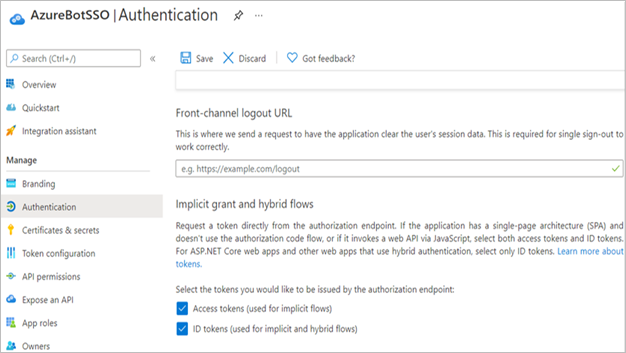 AzureBotSSO | Authentication
Search (Ctrl+/)
«
Save
Discard
Got feedback?
Overview
Quickstart
Integration assistant
Manage
Branding
Authentication
Certificates & secrets
Token configuration
API permissions
Expose an API
App roles
Owners
Front-channel logout URL
This is where we send a request to have the application clear the user's session data. This is required for single sign-out to
work correctly.
e.g. https://example.com/logout
Implicit grant and hybrid flows
Request a token directly from the authorization endpoint. If the application has a single-page architecture (SPA) and
doesn't use the authorization code flow, or if it invokes a web API via JavaScript, select both access tokens and ID tokens.
For ASP.NET Core web apps and other web apps that use hybrid authentication, select only ID tokens. Learn more about
tokens.
Select the tokens you would like to be issued by the authorization endpoint:
Access tokens (used for implicit flows)
ID tokens (used for implicit and hybrid flows)